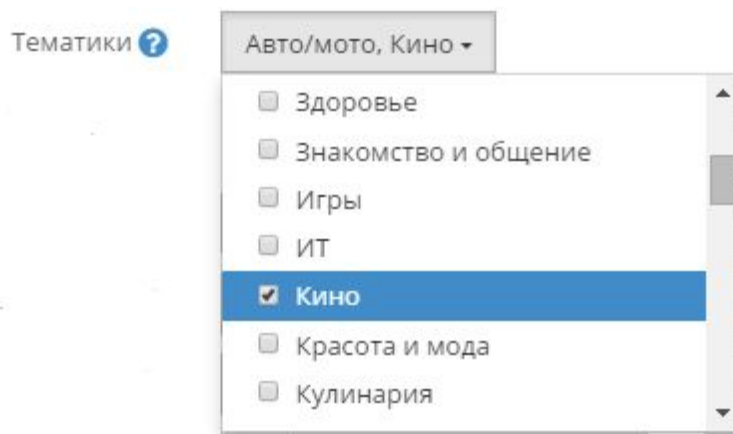 Тематики ? Авто/мото, Кино
Здоровье
Знакомство и общение
Игры
ИТ
Кино
Красота и мода
Кулинария